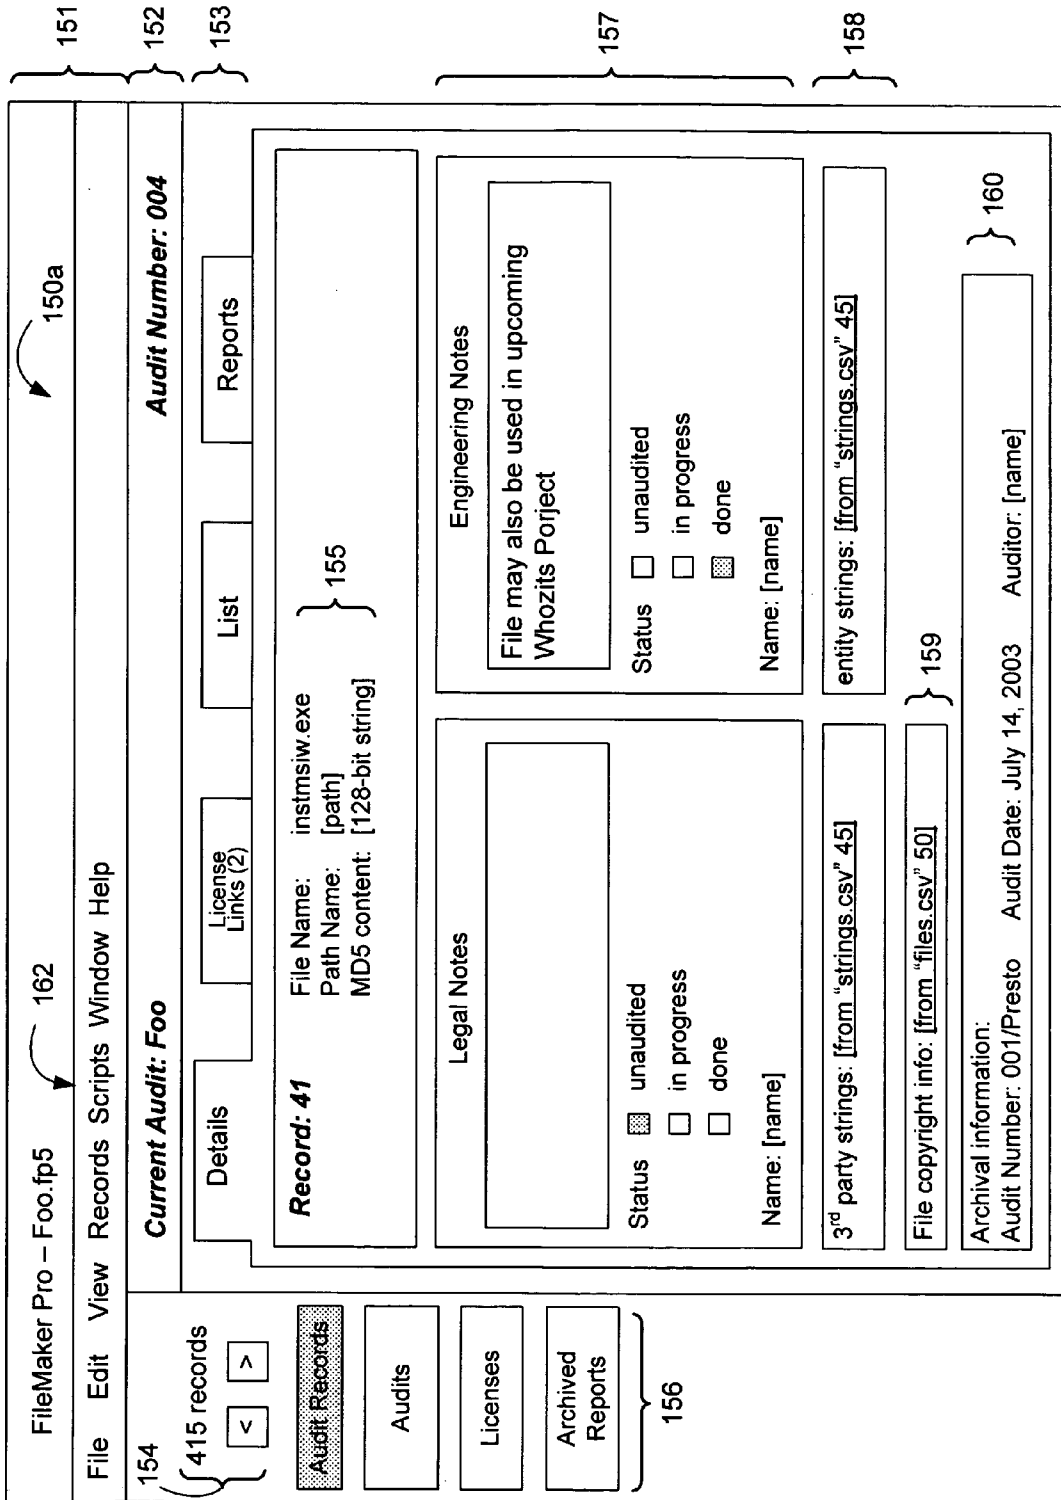 FileMaker Pro – Foo.fp5
162
150a
151
File Edit View Records Scripts Window Help
152
Current Audit: Foo
Audit Number: 004
153
154
415 records
< >
Details
License
Links (2)
List
Reports
Audit Records
Audits
Licenses
Archived
Reports
156
Record: 41
File Name: instmsiw.exe
Path Name: [path]
MD5 content: [128-bit string]
155
Legal Notes
Status unaudited
in progress
done
Name: [name]
Engineering Notes
File may also be used in upcoming
Whozits Porject
Status unaudited
in progress
done
Name: [name]
157
3rd party strings: [from “strings.csv” 45]
entity strings: [from “strings.csv” 45]
158
File copyright info: [from “files.csv” 50]
159
Archival information:
Audit Number: 001/Presto Audit Date: July 14, 2003 Auditor: [name]
160